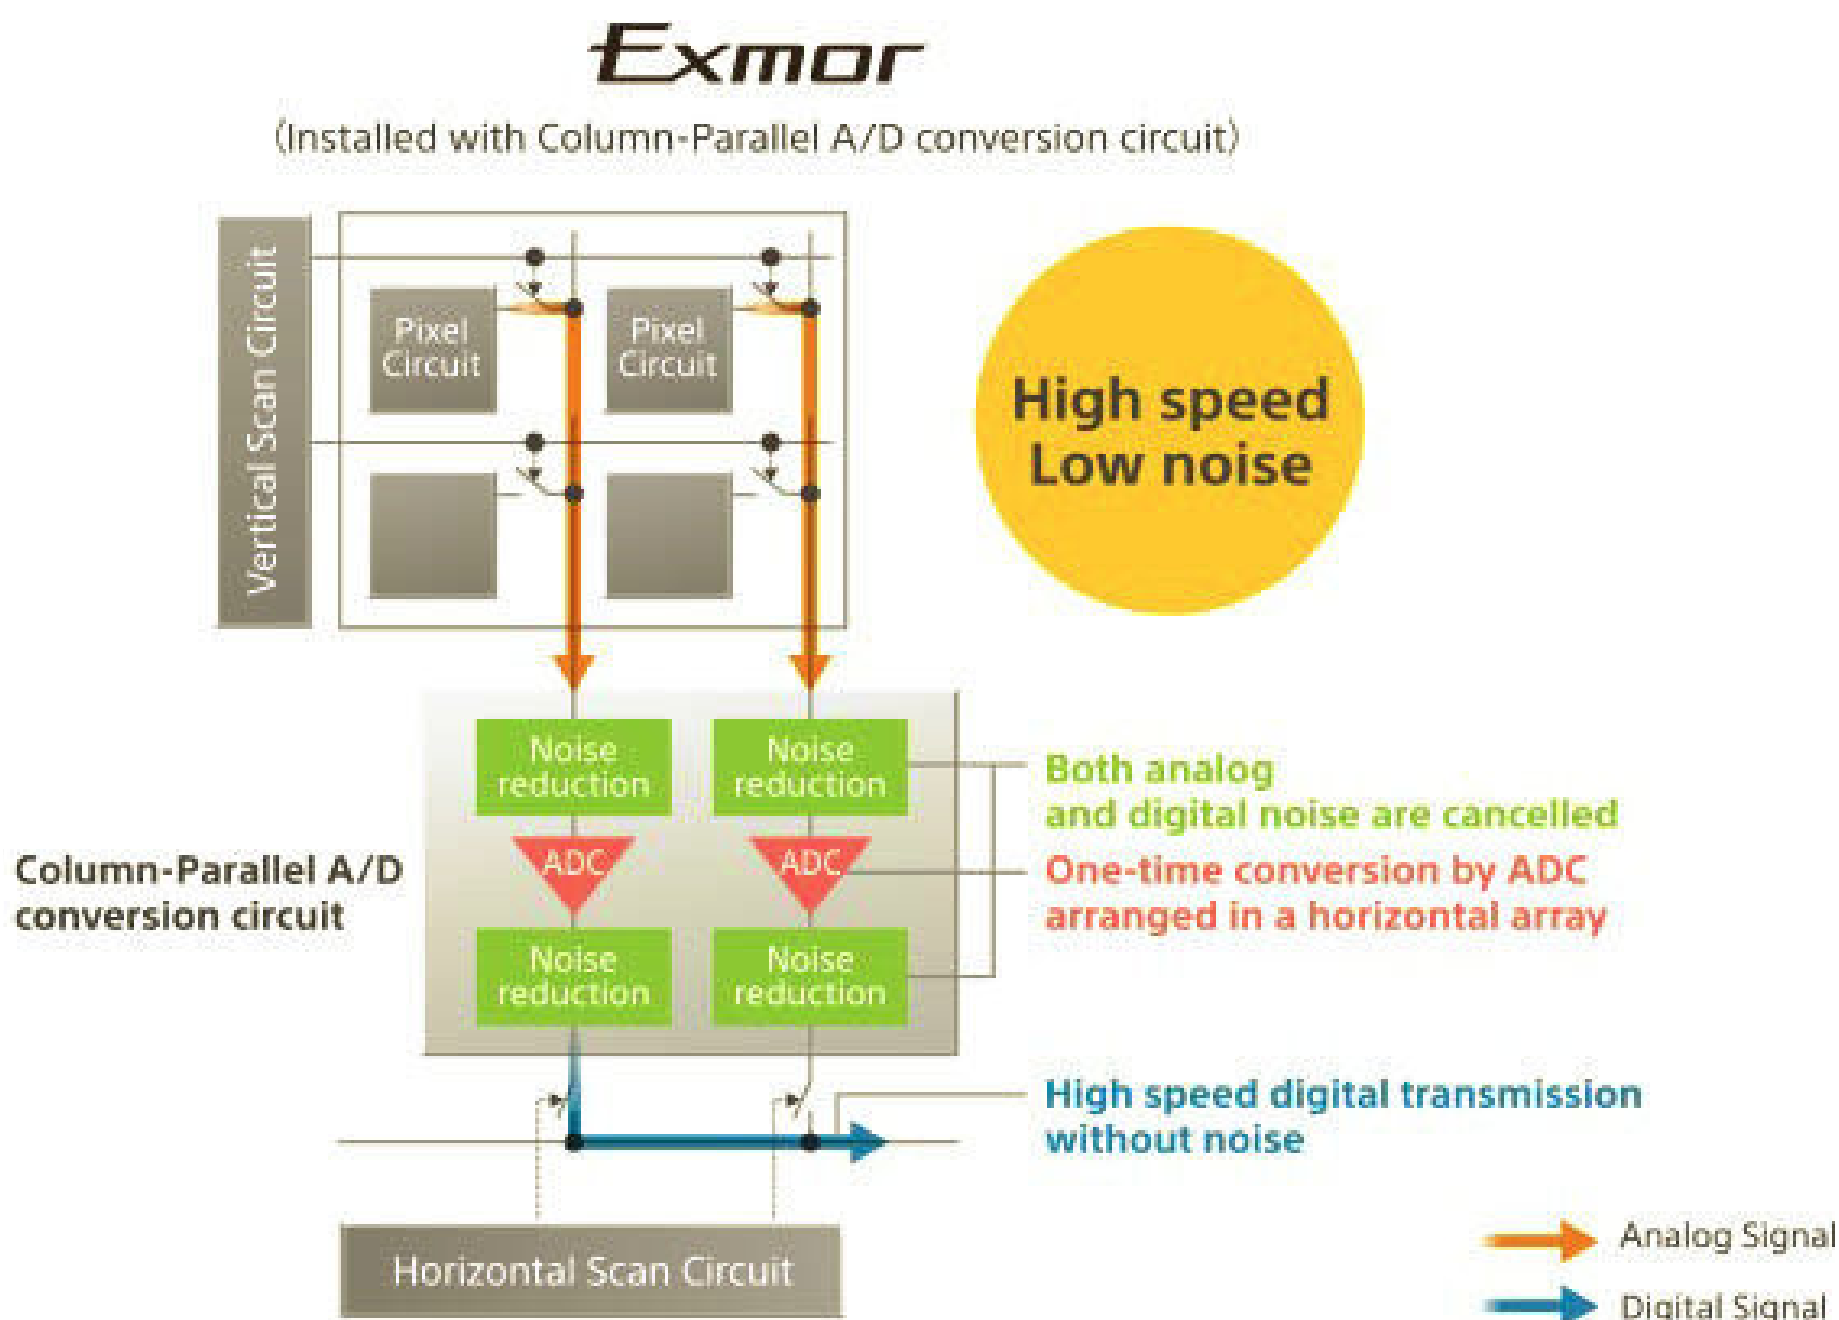 Exmor
(Installed with Column-Parallel A/D conversion circuit)
Vertical Scan Circuit
Pixel
Circuit
Pixel
Circuit
High speed
Low noise
Noise
reduction
Noise
reduction
Both analog
and digital noise are cancelled
Column-Parallel A/D
conversion circuit
ADC
ADC
One-time conversion by ADC
arranged in a horizontal array
Noise
reduction
Noise
reduction
High speed digital transmission
without noise
Horizontal Scan Circuit
Analog Signal
Digital Signal